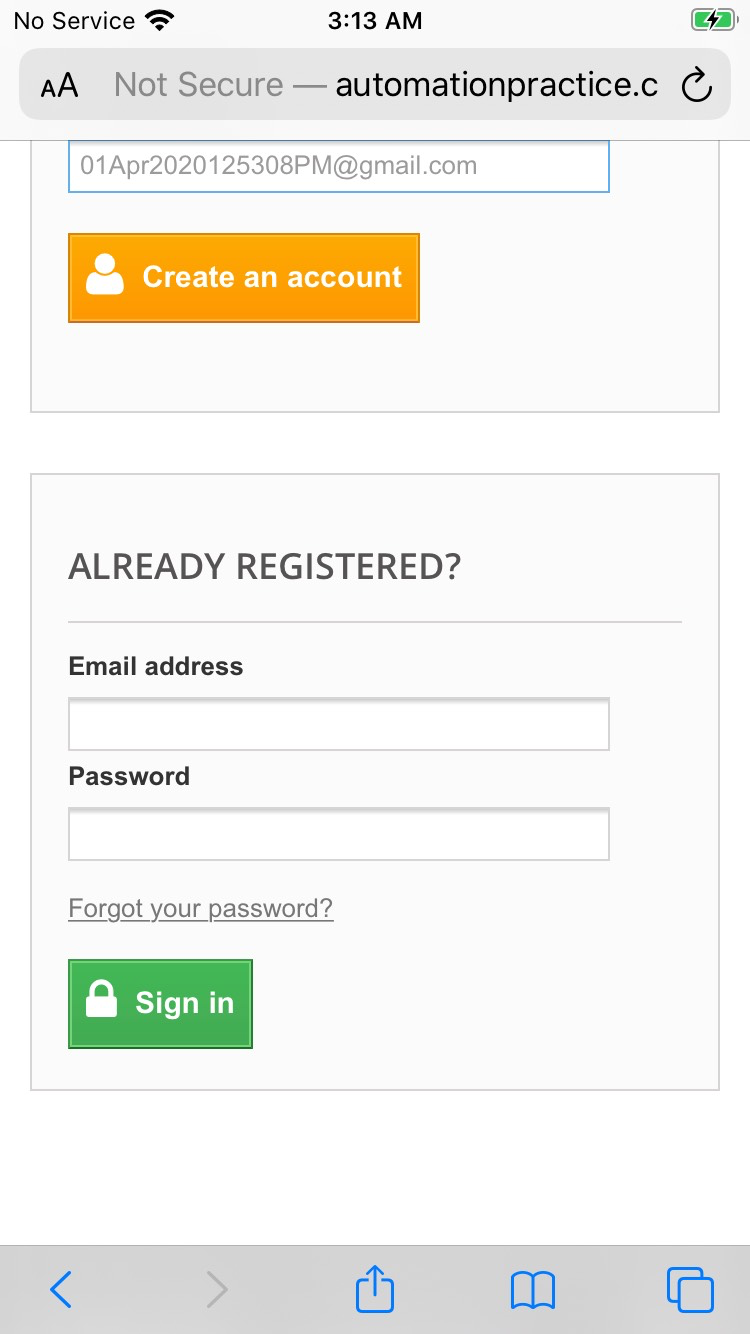 No Service
3:13 AM
AA Not Secure — automationpractice.c
01Apr2020125308PM@gmail.com
Create an account
ALREADY REGISTERED?
Email address
Password
Forgot your password?
Sign in